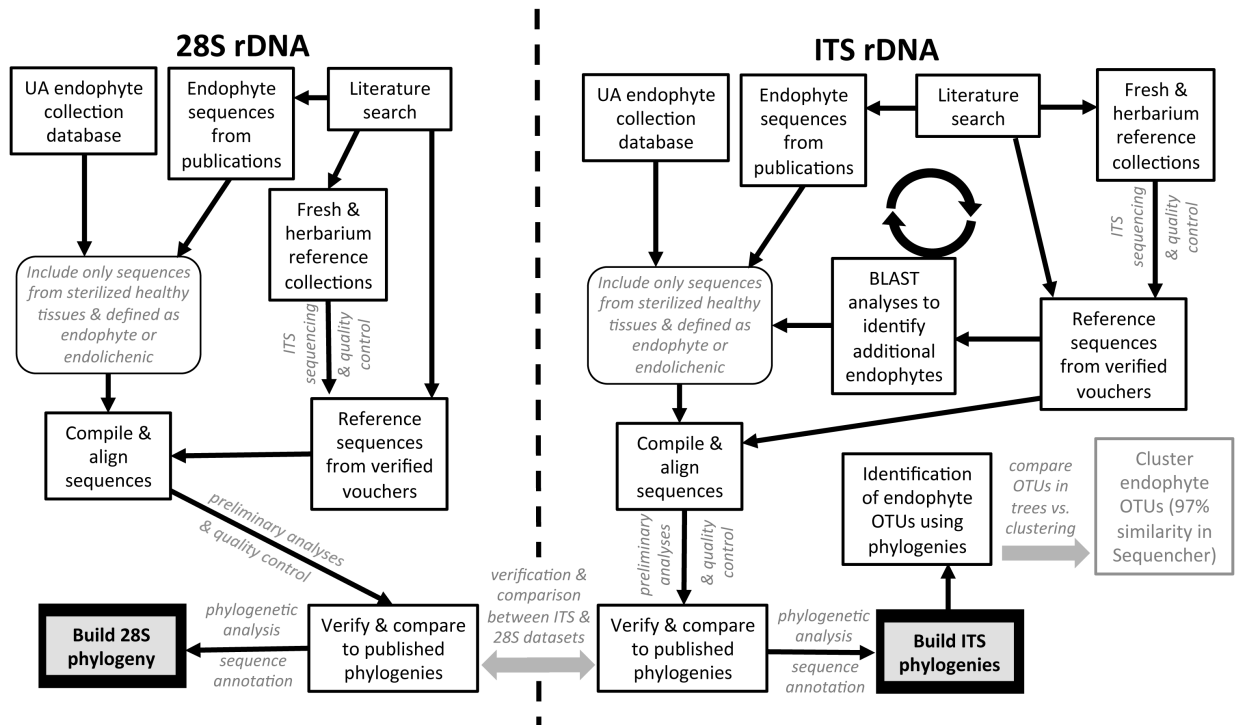 28S rDNA
UA endophyte
collection
database
Endophyte
sequences
from
publications
Literature
search
Fresh &
herbarium
reference
collections
Include only sequences
from sterilized healthy
tissues & defined as
endophyte or
endolichenic
ITS
sequencing
& quality
control
Compile &
align
sequences
Reference
sequences
from verified
vouchers
preliminary analyses
& quality control
Build 28S
phylogeny
phylogenetic
analysis
sequence
annotation
Verify & compare
to published
phylogenies
verification &
comparison
between ITS &
28S datasets
ITS rDNA
UA endophyte
collection
database
Endophyte
sequences
from
publications
Literature
search
Fresh &
herbarium
reference
collections
ITS
sequencing
& quality
control
Include only sequences
from sterilized healthy
tissues & defined as
endophyte or
endolichenic
BLAST
analyses to
identify
additional
endophytes
Reference
sequences
from verified
vouchers
Compile &
align
sequences
preliminary
analyses
& quality
control
Identification
of endophyte
OTUs using
phylogenies
compare
OTUs in
trees vs.
clustering
Cluster
endophyte
OTUs (97%
similarity in
Sequencher)
Verify & compare
to published
phylogenies
phylogenetic
analysis
sequence
annotation
Build ITS
phylogenies